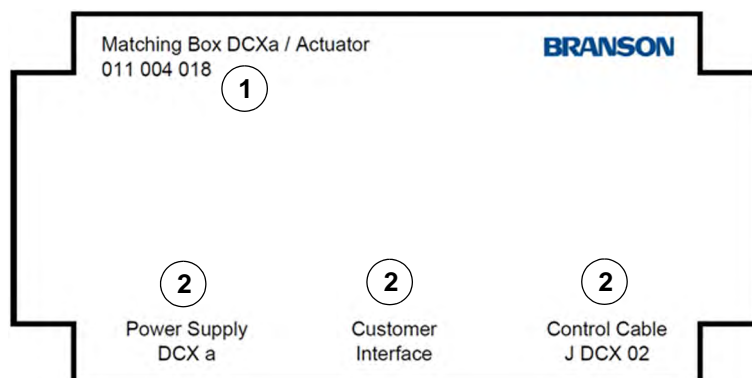 Matching Box DCXa / Actuator
BRANSON
011 004 018
1
2
2
2
Power Supply
DCX a
Customer
Interface
Control Cable
J DCX 02